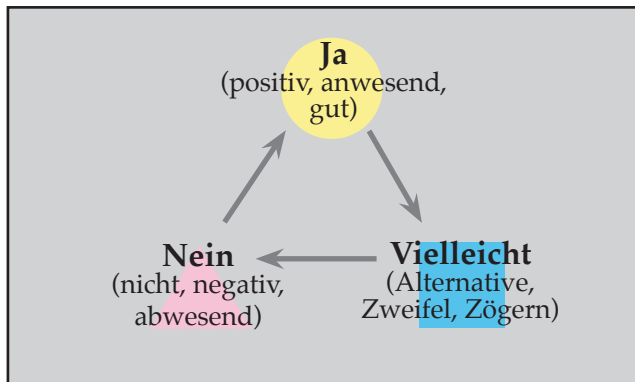 Ja
(positiv, anwesend,
gut)
Nein
(nicht, negativ,
abwesend)
Vielleicht
(Alternative,
Zweifel, Zögern)